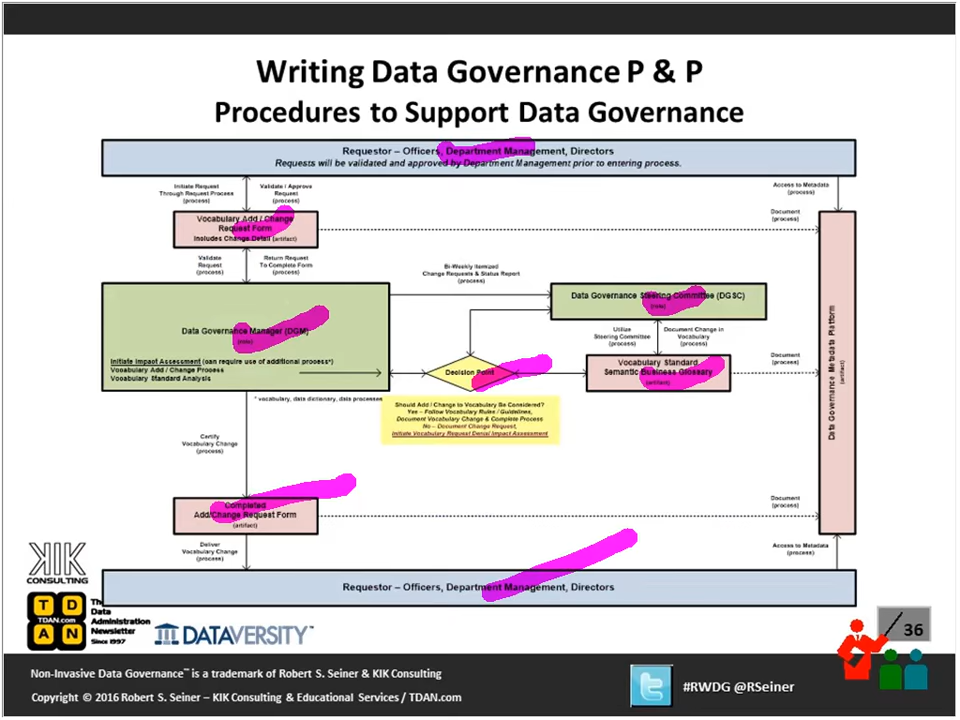 Writing Data Governance P & P
Procedures to Support Data Governance
Requestor – Officers, Department Management, Directors
Requests will be validated and approved by Department Management prior to entering process.
Initiate Request
Through Request Process
(process)
Validate / Approve
Request
(process)
Access to Metadata
(process)
Vocabulary Add / Change
Request Form
Includes Change Detail (artifact)
Document
(process)
Validate
Request
(process)
Return Request
To Complete Form
(process)
Bi-Weekly Itemized
Change Requests & Status Report
(process)
Data Governance Manager (DGM)
(role)
Initiate Impact Assessment (can require use of additional process*)
Vocabulary Add / Change Process
Vocabulary Standard Analysis
Data Governance Steering Committee (DGSC)
(role)
Utilize
Steering Committee
(process)
Document Change in
Vocabulary
(process)
Decision Point
Vocabulary Standard
Semantic Business Glossary
(artifact)
Document
(process)
Data Governance Metadata Platform
(artifact)
* vocabulary, data dictionary, data processes
Should Add / Change to Vocabulary Be Considered?
Yes – Follow Vocabulary Rules / Guidelines,
Document Vocabulary Change & Complete Process
No – Document Change Request,
Initiate Vocabulary Request Denial Impact Assessment
Certify
Vocabulary Change
(process)
Completed
Add/Change Request Form
(artifact)
Document
(process)
Deliver
Vocabulary Change
(process)
Access to Metadata
(process)
Requestor – Officers, Department Management, Directors
KIK
CONSULTING
T D
TDAN.com
A N
The
Data
Administration
Newsletter
Since 1997
DATAVERSITY™
/ 36
Non-Invasive Data Governance™ is a trademark of Robert S. Seiner & KIK Consulting
Copyright © 2016 Robert S. Seiner – KIK Consulting & Educational Services / TDAN.com
#RWDG @RSeiner